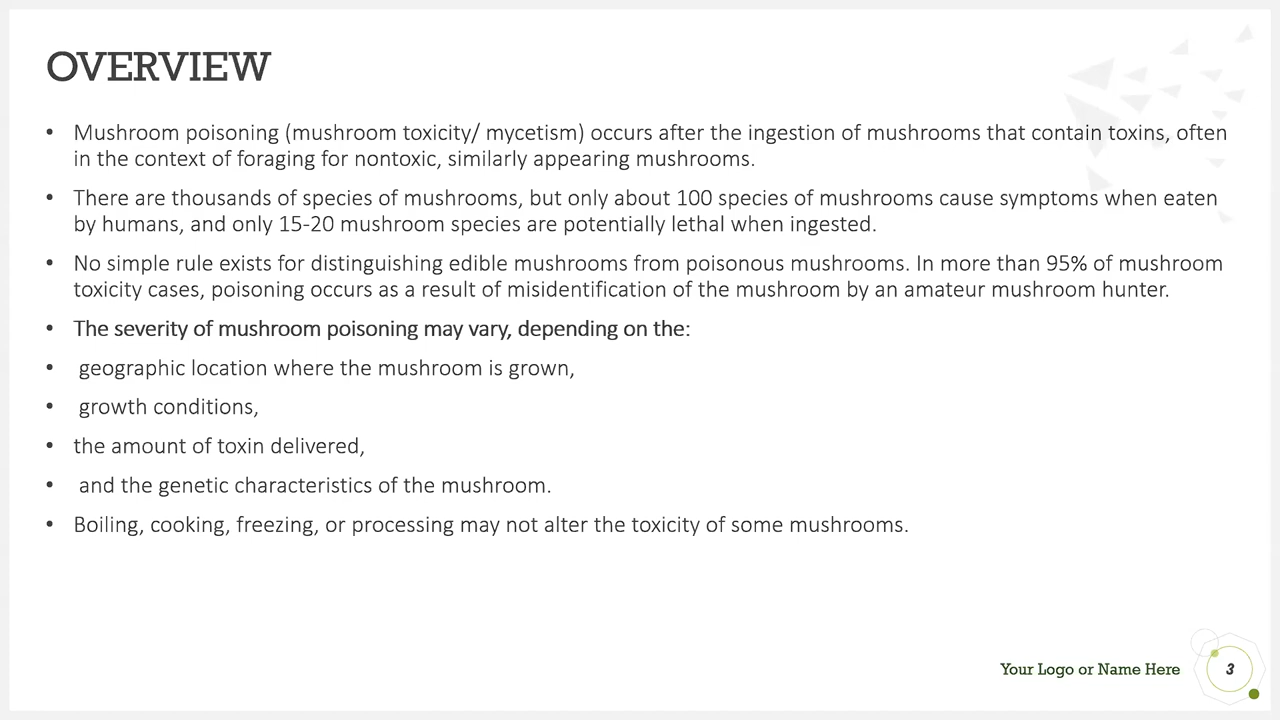 OVERVIEW
• Mushroom poisoning (mushroom toxicity/ mycetism) occurs after the ingestion of mushrooms that contain toxins, often
in the context of foraging for nontoxic, similarly appearing mushrooms.
• There are thousands of species of mushrooms, but only about 100 species of mushrooms cause symptoms when eaten
by humans, and only 15-20 mushroom species are potentially lethal when ingested.
• No simple rule exists for distinguishing edible mushrooms from poisonous mushrooms. In more than 95% of mushroom
toxicity cases, poisoning occurs as a result of misidentification of the mushroom by an amateur mushroom hunter.
• The severity of mushroom poisoning may vary, depending on the:
• geographic location where the mushroom is grown,
• growth conditions,
• the amount of toxin delivered,
• and the genetic characteristics of the mushroom.
• Boiling, cooking, freezing, or processing may not alter the toxicity of some mushrooms.
Your Logo or Name Here
3